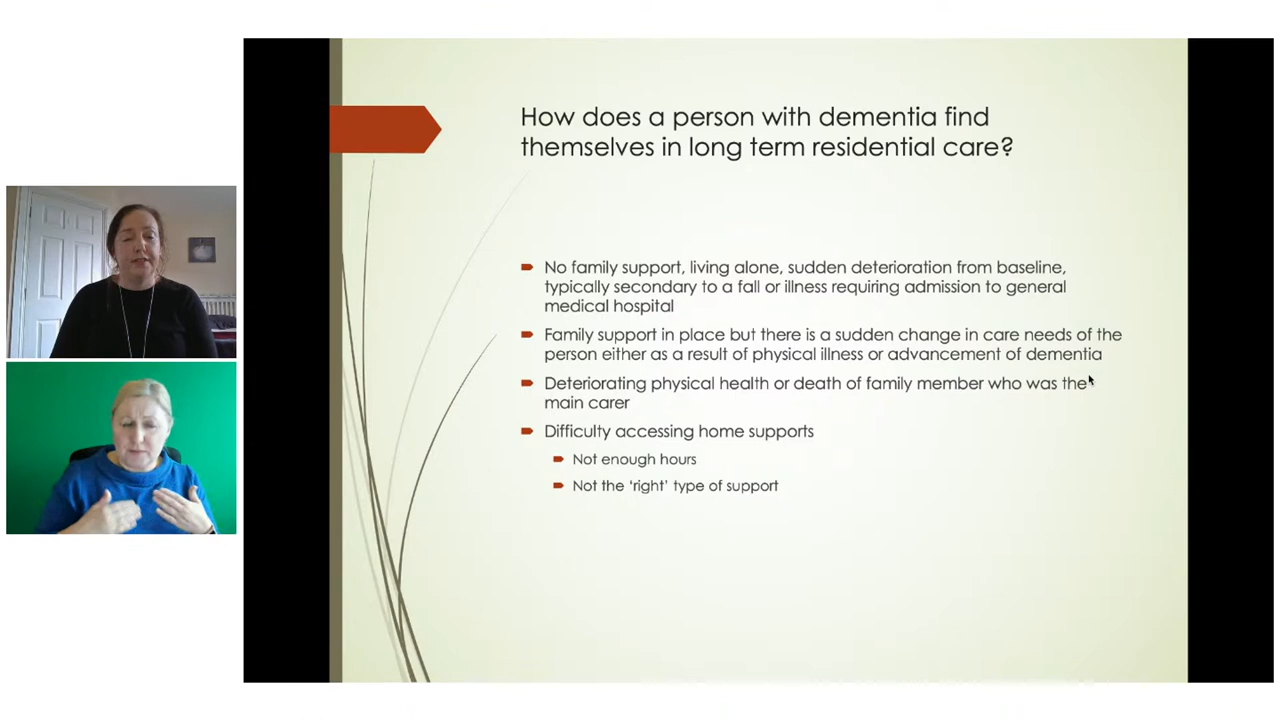 How does a person with dementia find
themselves in long term residential care?
No family support, living alone, sudden deterioration from baseline,
typically secondary to a fall or illness requiring admission to general
medical hospital
Family support in place but there is a sudden change in care needs of the
person either as a result of physical illness or advancement of dementia
Deteriorating physical health or death of family member who was the
main carer
Difficulty accessing home supports
Not enough hours
Not the ‘right’ type of support